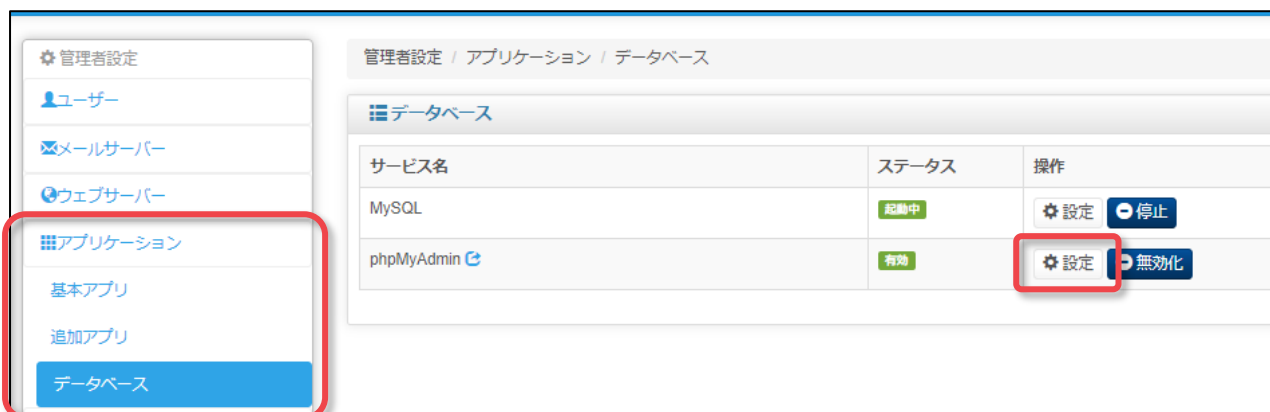 管理者設定
ユーザー
メールサーバー
ウェブサーバー
アプリケーション
基本アプリ
追加アプリ
データベース
管理者設定 / アプリケーション / データベース
データベース
サービス名 ステータス 操作
MySQL 起動中 設定 停止
phpMyAdmin 有効 設定 無効化